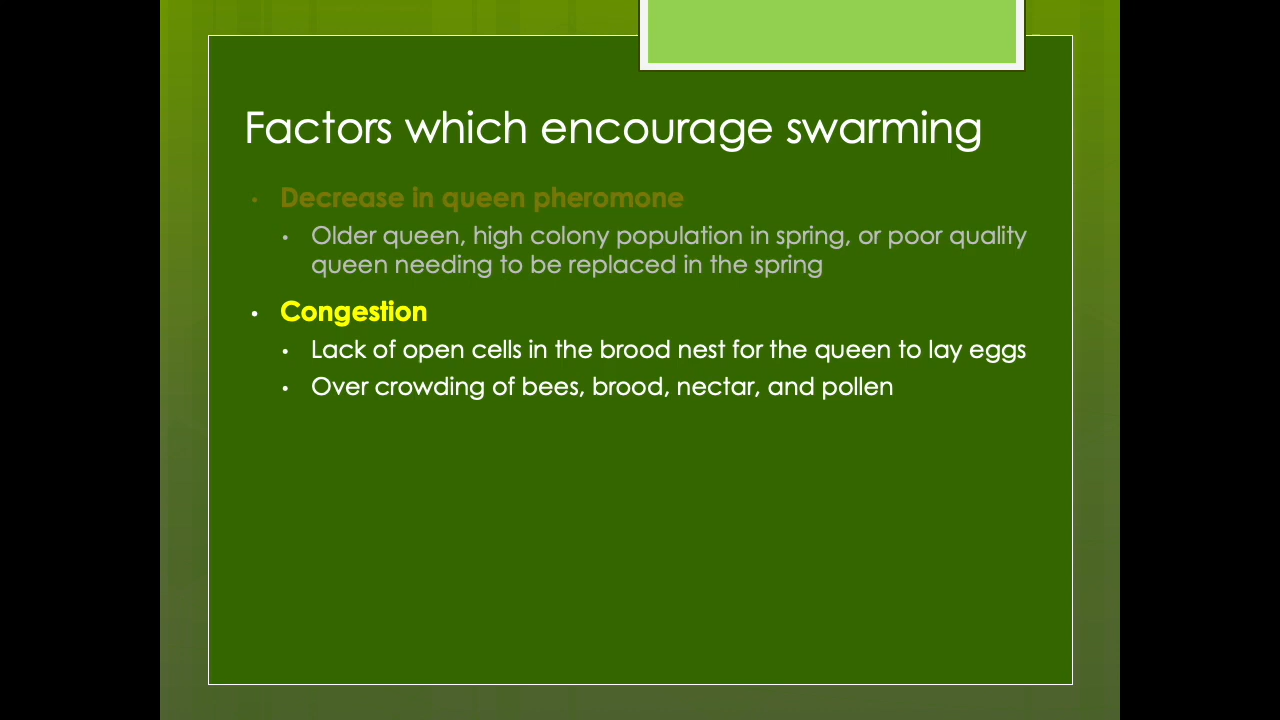 Factors which encourage swarming
• Decrease in queen pheromone
• Older queen, high colony population in spring, or poor quality
queen needing to be replaced in the spring
• Congestion
• Lack of open cells in the brood nest for the queen to lay eggs
• Over crowding of bees, brood, nectar, and pollen